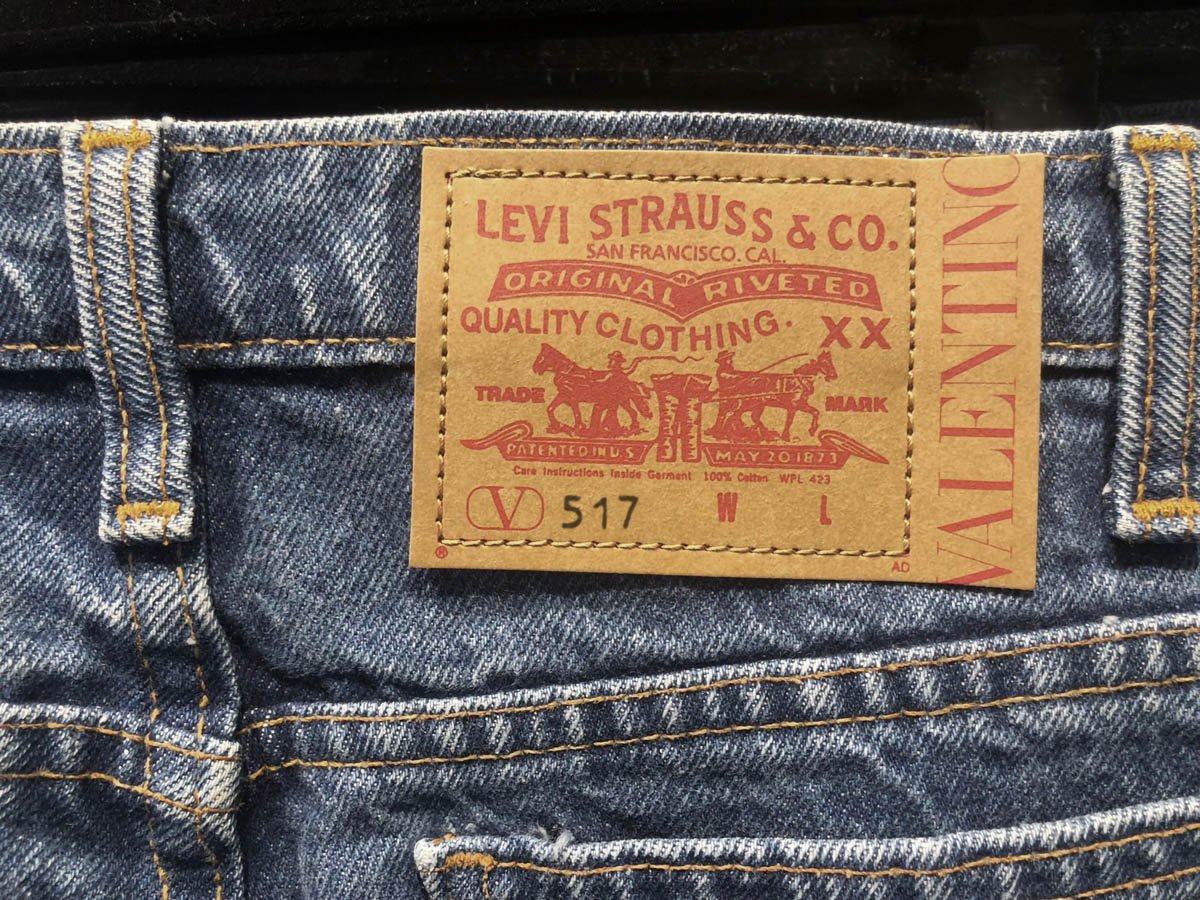 LEVI STRAUSS & CO.
SAN FRANCISCO. CAL.
ORIGINAL RIVETED
QUALITY CLOTHING. XX
TRADE MARK
PATENTED IN U.S. MAY 20 1873
Care Instructions Inside Garment 100% Cotton WPL 423
V 517 W L
® AD
VALENTINO